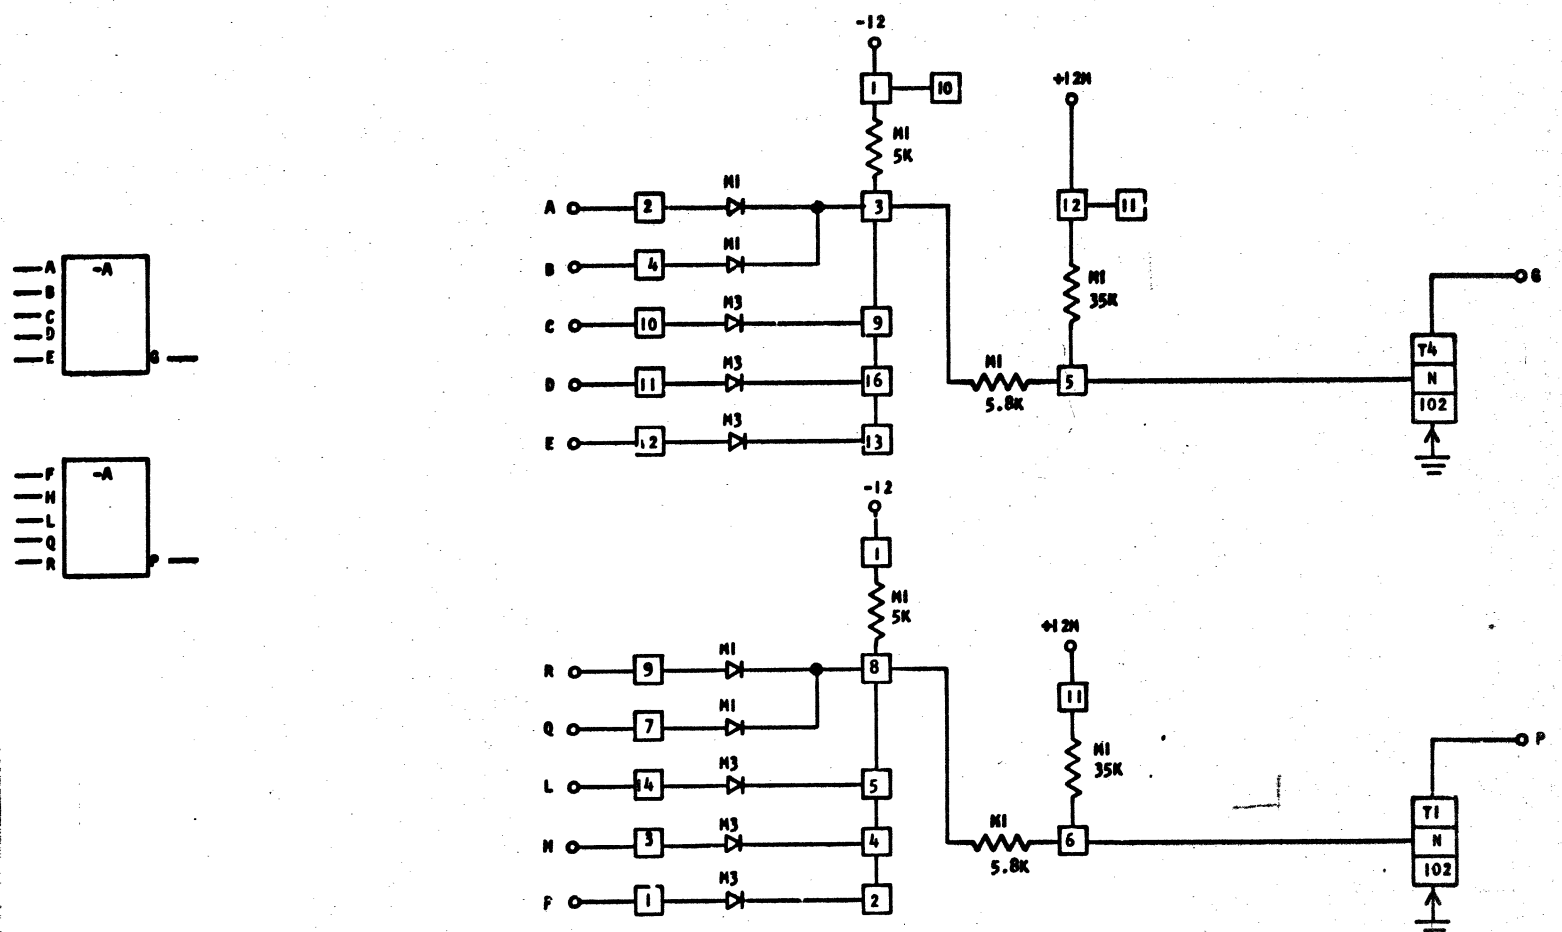 -12
1
10
+12M
M1
5K
A
2
M1
3
12
11
B
4
M1
M1
35K
C
10
M3
9
G
D
11
M3
16
M1
5.8K
5
T4
N
102
E
12
M3
13
-A
A
B
C
D
E
G
-A
F
H
L
Q
R
P
-12
1
M1
5K
+12M
11
R
9
M1
8
Q
7
M1
M1
35K
L
14
M3
5
P
M
3
M3
4
M1
5.8K
6
T1
N
102
F
1
M3
2